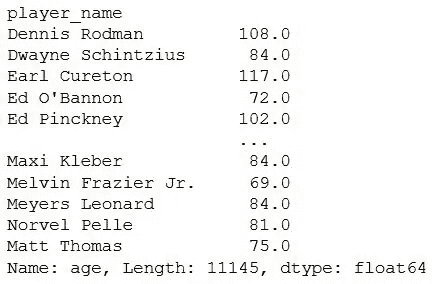 player_name
Dennis Rodman 108.0
Dwayne Schintzius 84.0
Earl Cureton 117.0
Ed O'Bannon 72.0
Ed Pinckney 102.0
...
Maxi Kleber 84.0
Melvin Frazier Jr. 69.0
Meyers Leonard 84.0
Norvel Pelle 81.0
Matt Thomas 75.0
Name: age, Length: 11145, dtype: float64